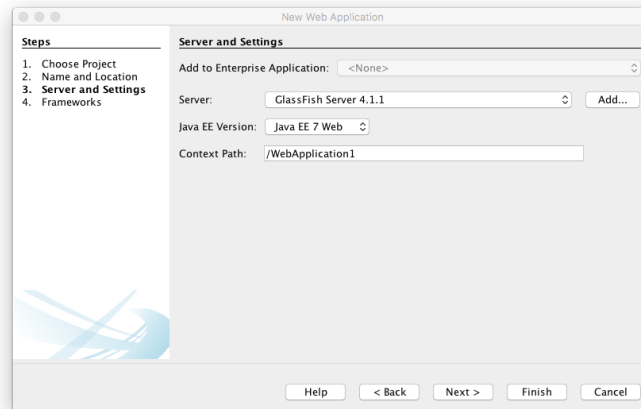 New Web Application
Steps
1. Choose Project
2. Name and Location
3. Server and Settings
4. Frameworks
Server and Settings
Add to Enterprise Application: <None>
Server: GlassFish Server 4.1.1 Add...
Java EE Version: Java EE 7 Web
Context Path: /WebApplication1
Help < Back Next > Finish Cancel